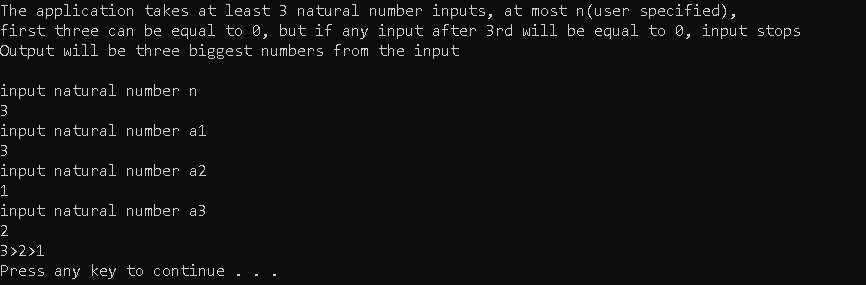 The application takes at least 3 natural number inputs, at most n(user specified),
first three can be equal to 0, but if any input after 3rd will be equal to 0, input stops
Output will be three biggest numbers from the input
input natural number n
3
input natural number a1
3
input natural number a2
1
input natural number a3
2
3>2>1
Press any key to continue . . .